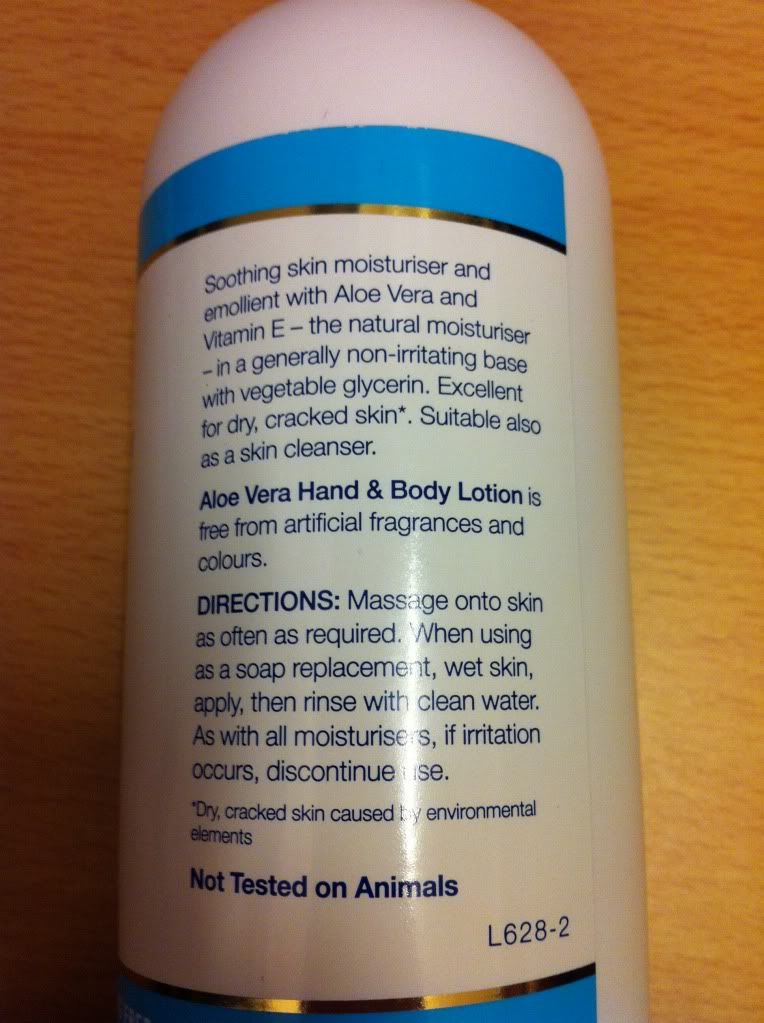 Soothing skin moisturiser and
emollient with Aloe Vera and
Vitamin E – the natural moisturiser
– in a generally non-irritating base
with vegetable glycerin. Excellent
for dry, cracked skin*. Suitable also
as a skin cleanser.
Aloe Vera Hand & Body Lotion is
free from artificial fragrances and
colours.
DIRECTIONS: Massage onto skin
as often as required. When using
as a soap replacement, wet skin,
apply, then rinse with clean water.
As with all moisturisers, if irritation
occurs, discontinue use.
*Dry, cracked skin caused by environmental
elements
Not Tested on Animals
L628-2